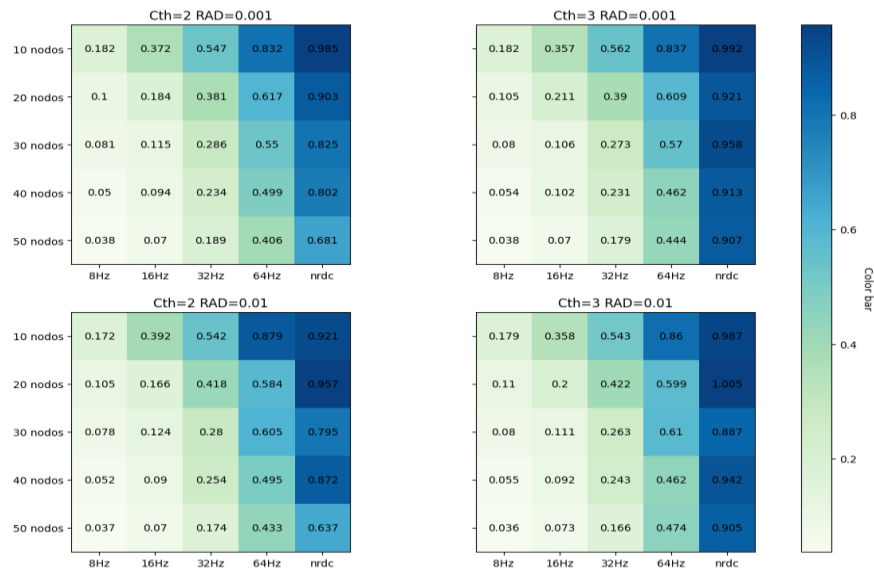 Cth=2 RAD=0.001
10 nodos 0.182 0.372 0.547 0.832 0.985
20 nodos 0.1 0.184 0.381 0.617 0.903
30 nodos 0.081 0.115 0.286 0.55 0.825
40 nodos 0.05 0.094 0.234 0.499 0.802
50 nodos 0.038 0.07 0.189 0.406 0.681
8Hz 16Hz 32Hz 64Hz nrdc
Cth=3 RAD=0.001
0.182 0.357 0.562 0.837 0.992
0.105 0.211 0.39 0.609 0.921
0.08 0.106 0.273 0.57 0.958
0.054 0.102 0.231 0.462 0.913
0.038 0.07 0.179 0.444 0.907
8Hz 16Hz 32Hz 64Hz nrdc
Cth=2 RAD=0.01
10 nodos 0.172 0.392 0.542 0.879 0.921
20 nodos 0.105 0.166 0.418 0.584 0.957
30 nodos 0.078 0.124 0.28 0.605 0.795
40 nodos 0.052 0.09 0.254 0.495 0.872
50 nodos 0.037 0.07 0.174 0.433 0.637
8Hz 16Hz 32Hz 64Hz nrdc
Cth=3 RAD=0.01
0.179 0.358 0.543 0.86 0.987
0.11 0.2 0.422 0.599 1.005
0.08 0.111 0.263 0.61 0.887
0.055 0.092 0.243 0.462 0.942
0.036 0.073 0.166 0.474 0.905
8Hz 16Hz 32Hz 64Hz nrdc
0.8
0.6
0.4
0.2
Color bar